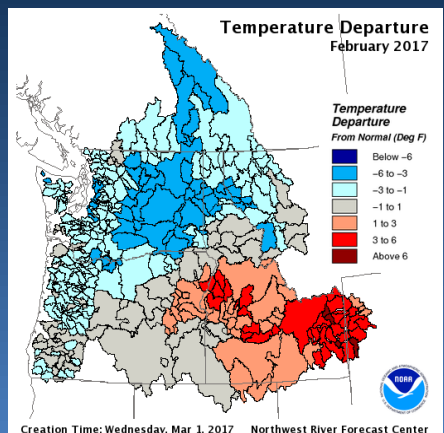 Temperature Departure
February 2017
Temperature
Departure
From Normal (Deg F)
Below -6
-6 to -3
-3 to -1
-1 to 1
1 to 3
3 to 6
Above 6
NOAA
Creation Time: Wednesday, Mar 1, 2017 Northwest River Forecast Center